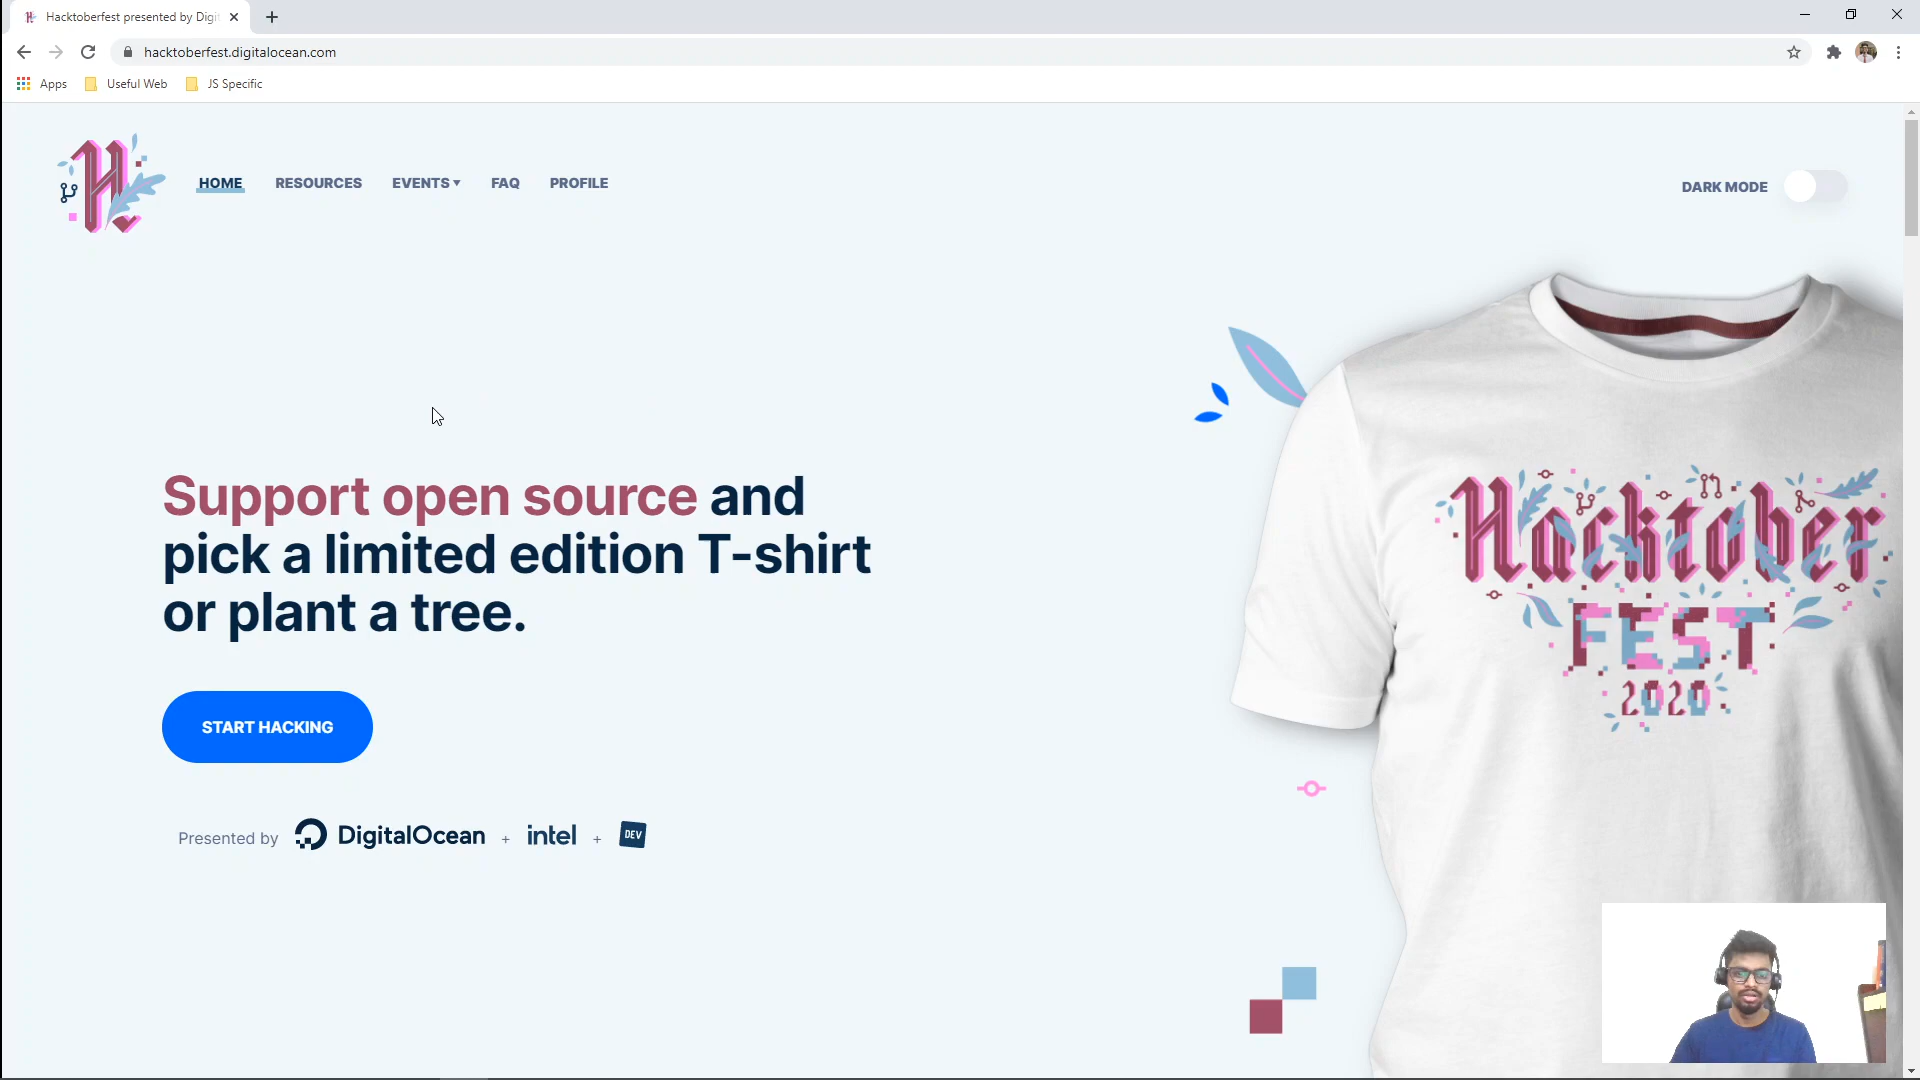 Hacktoberfest presented by Digit
hacktoberfest.digitalocean.com
Apps
Useful Web
JS Specific
HOME
RESOURCES
EVENTS
FAQ
PROFILE
DARK MODE
Support open source and
pick a limited edition T-shirt
or plant a tree.
START HACKING
Presented by
DigitalOcean + intel + DEV
Hacktober
FEST
2020